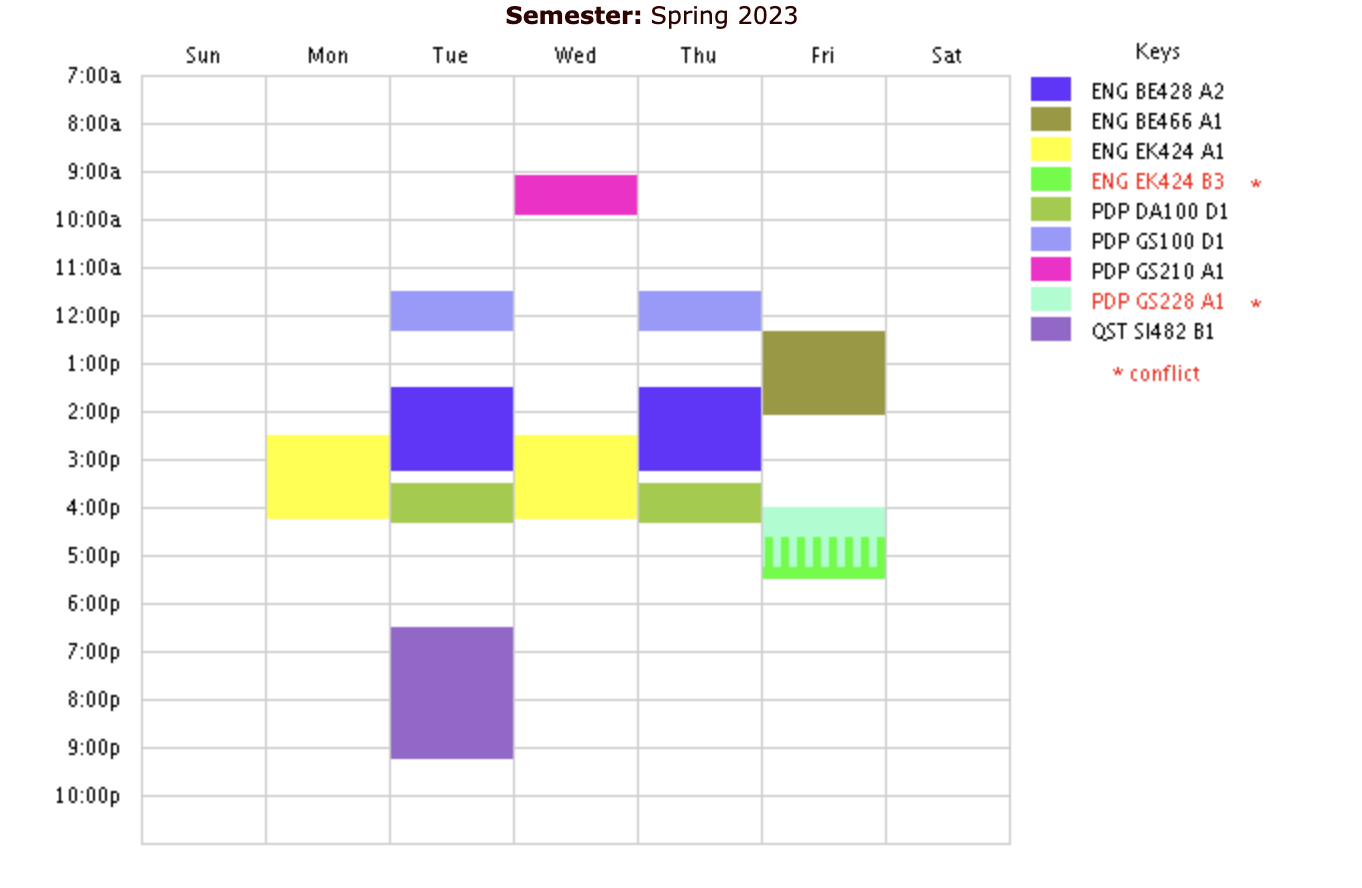 Semester: Spring 2023
Sun Mon Tue Wed Thu Fri Sat
7:00a
8:00a
9:00a
10:00a
11:00a
12:00p
1:00p
2:00p
3:00p
4:00p
5:00p
6:00p
7:00p
8:00p
9:00p
10:00p
Keys
ENG BE428 A2
ENG BE466 A1
ENG EK424 A1
ENG EK424 B3 *
PDP DA100 D1
PDP GS100 D1
PDP GS210 A1
PDP GS228 A1 *
QST SI482 B1
* conflict